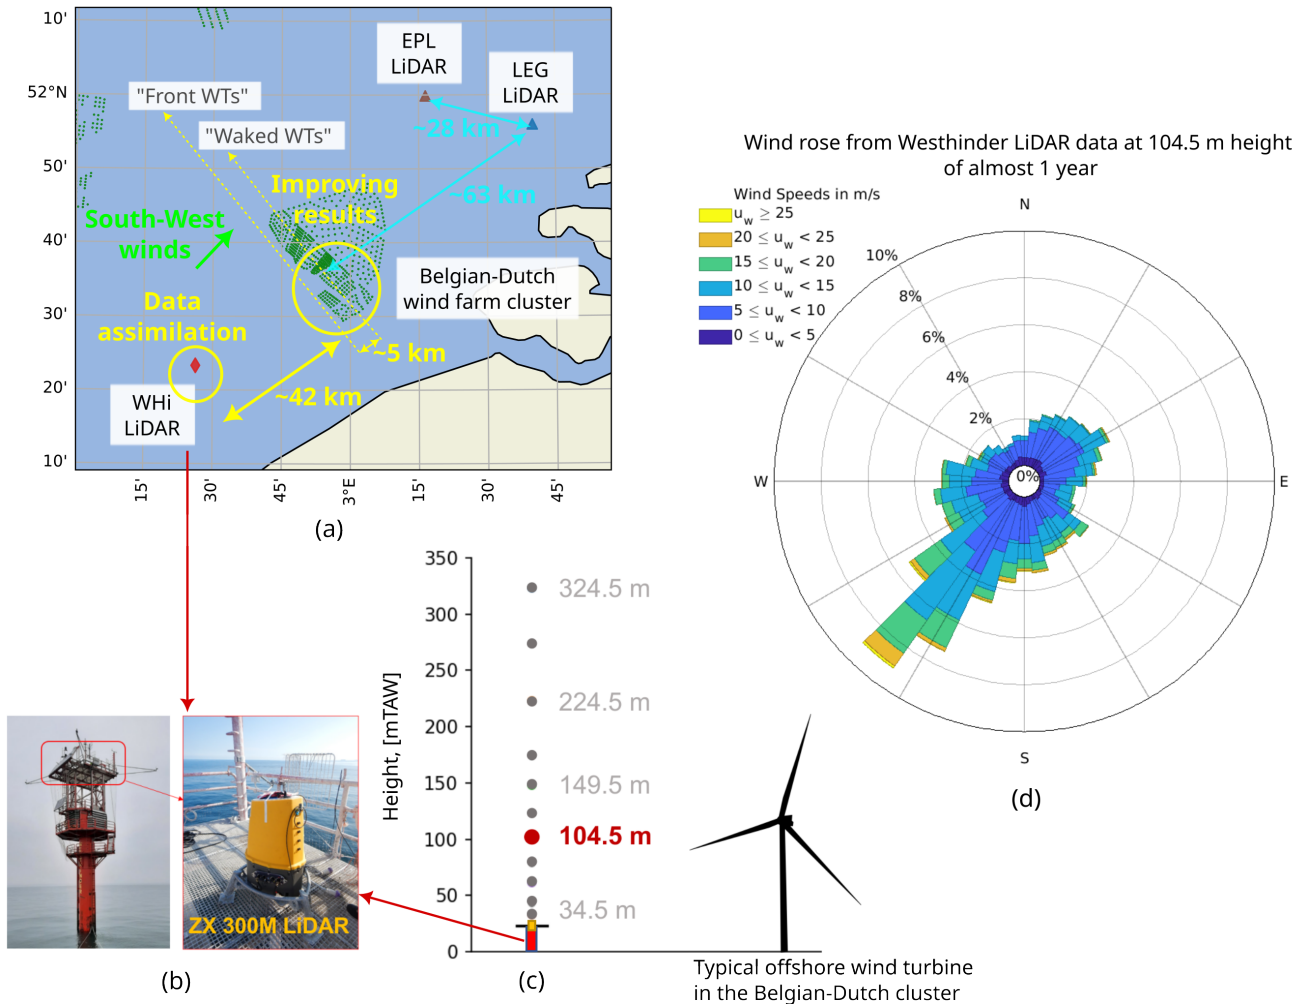 10'
52°N
50'
40'
30'
20'
10'
EPL
LiDAR
LEG
LiDAR
"Front WTs"
"Waked WTs"
~28 km
~63 km
Improving
results
South-West
winds
Belgian-Dutch
wind farm cluster
Data
assimilation
~5 km
~42 km
WHi
LiDAR
15'
30'
45'
3°E
15'
30'
45'
(a)
Wind rose from Westhinder LiDAR data at 104.5 m height
of almost 1 year
Wind Speeds in m/s
u_w ≥ 25
20 ≤ u_w < 25
15 ≤ u_w < 20
10 ≤ u_w < 15
5 ≤ u_w < 10
0 ≤ u_w < 5
N
E
S
W
10%
8%
6%
4%
2%
0%
(d)
ZX 300M LiDAR
(b)
Height, [mTAW]
350
300
250
200
150
100
50
0
324.5 m
224.5 m
149.5 m
104.5 m
34.5 m
(c)
Typical offshore wind turbine
in the Belgian-Dutch cluster